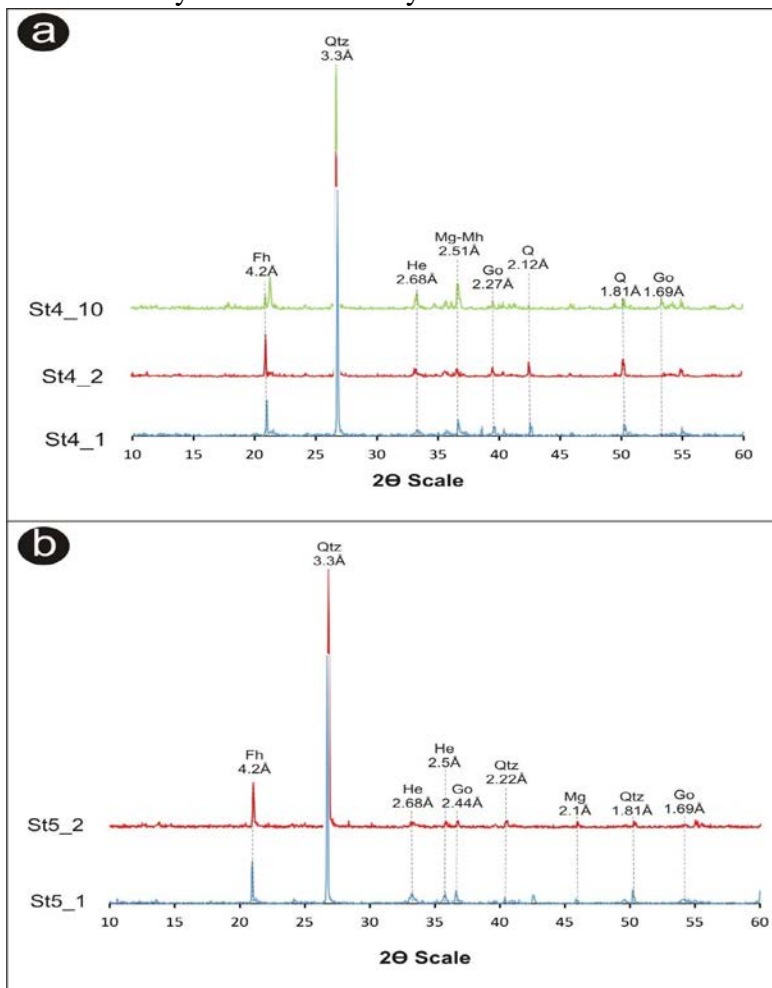 a
Qtz
3.3Å
Fh
4.2Å
He
2.68Å
Mg-Mh
2.51Å
Go
2.27Å
Q
2.12Å
Q
1.81Å
Go
1.69Å
St4_10
St4_2
St4_1
10 15 20 25 30 35 40 45 50 55 60
2Θ Scale
b
Qtz
3.3Å
Fh
4.2Å
He
2.68Å
He
2.5Å
Go
2.44Å
Qtz
2.22Å
Mg
2.1Å
Qtz
1.81Å
Go
1.69Å
St5_2
St5_1
10 15 20 25 30 35 40 45 50 55 60
2Θ Scale